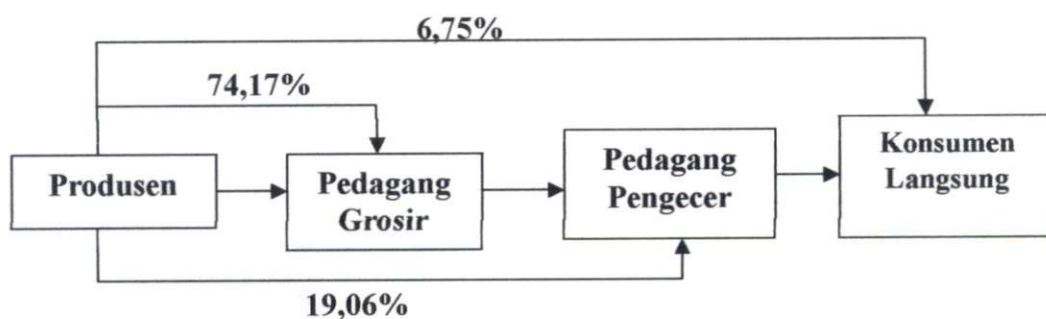 6,75%
74,17%
Produsen
Pedagang
Grosir
Pedagang
Pengecer
Konsumen
Langsung
19,06%